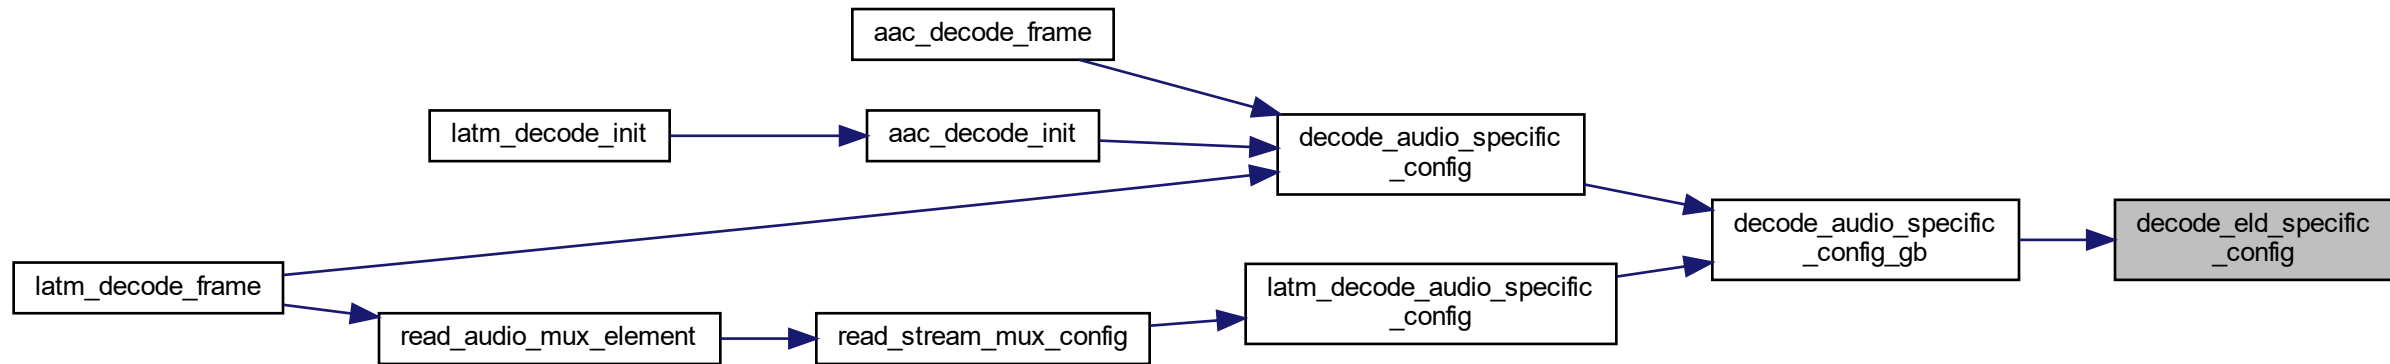 aac_decode_frame
latm_decode_init
aac_decode_init
decode_audio_specific
_config
decode_audio_specific
_config_gb
decode_eld_specific
_config
latm_decode_frame
latm_decode_audio_specific
_config
read_audio_mux_element
read_stream_mux_config